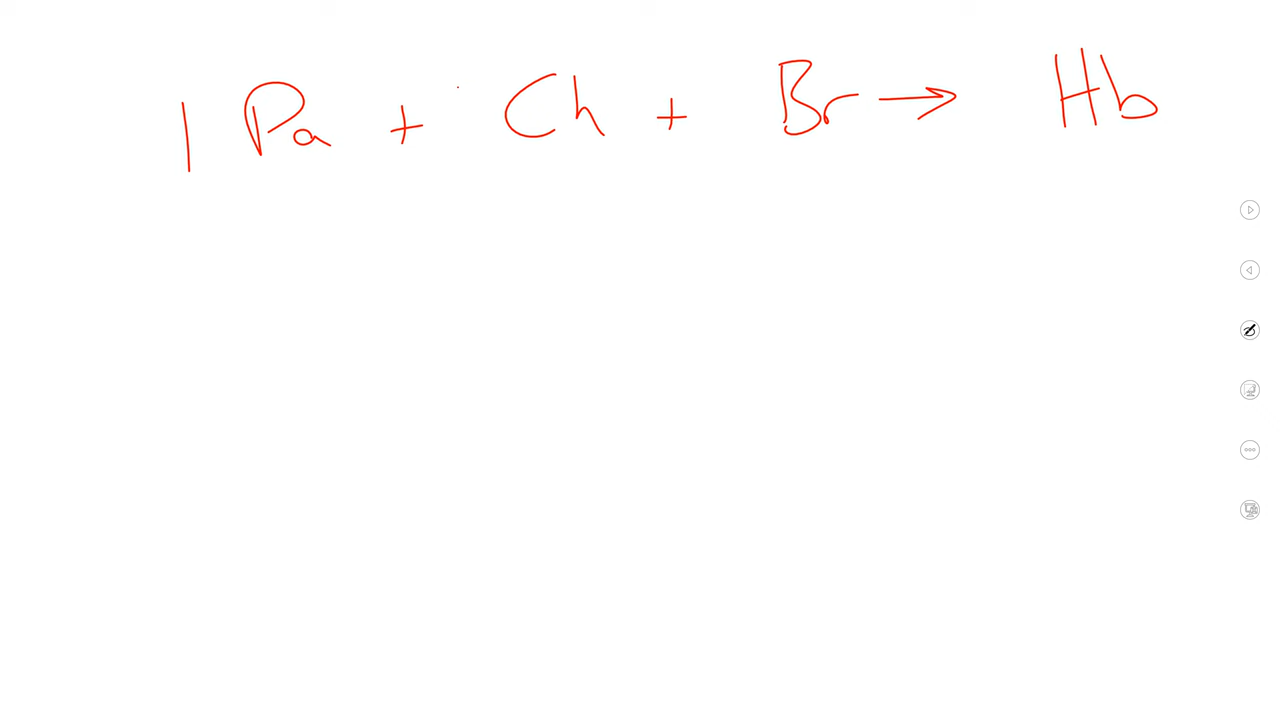 1 Pa + Ch + Br → Hb